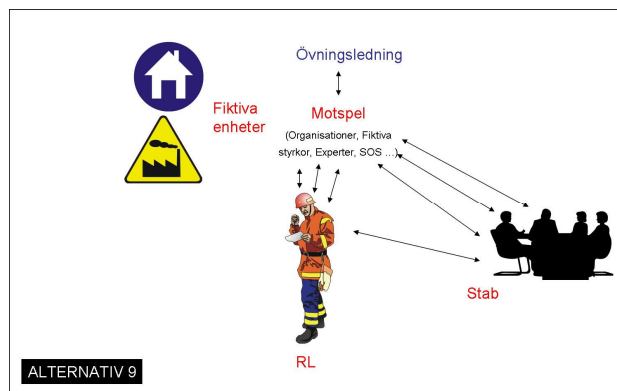 Övningsledning
Fiktiva
enheter
Motspel
(Organisationer, Fiktiva
styrkor, Experter, SOS ...)
Stab
RL
ALTERNATIV 9